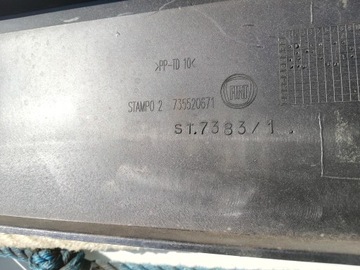 >PP-TD 10<
FIAT
STAMPO 2 - 735520671
ST.7383/1.